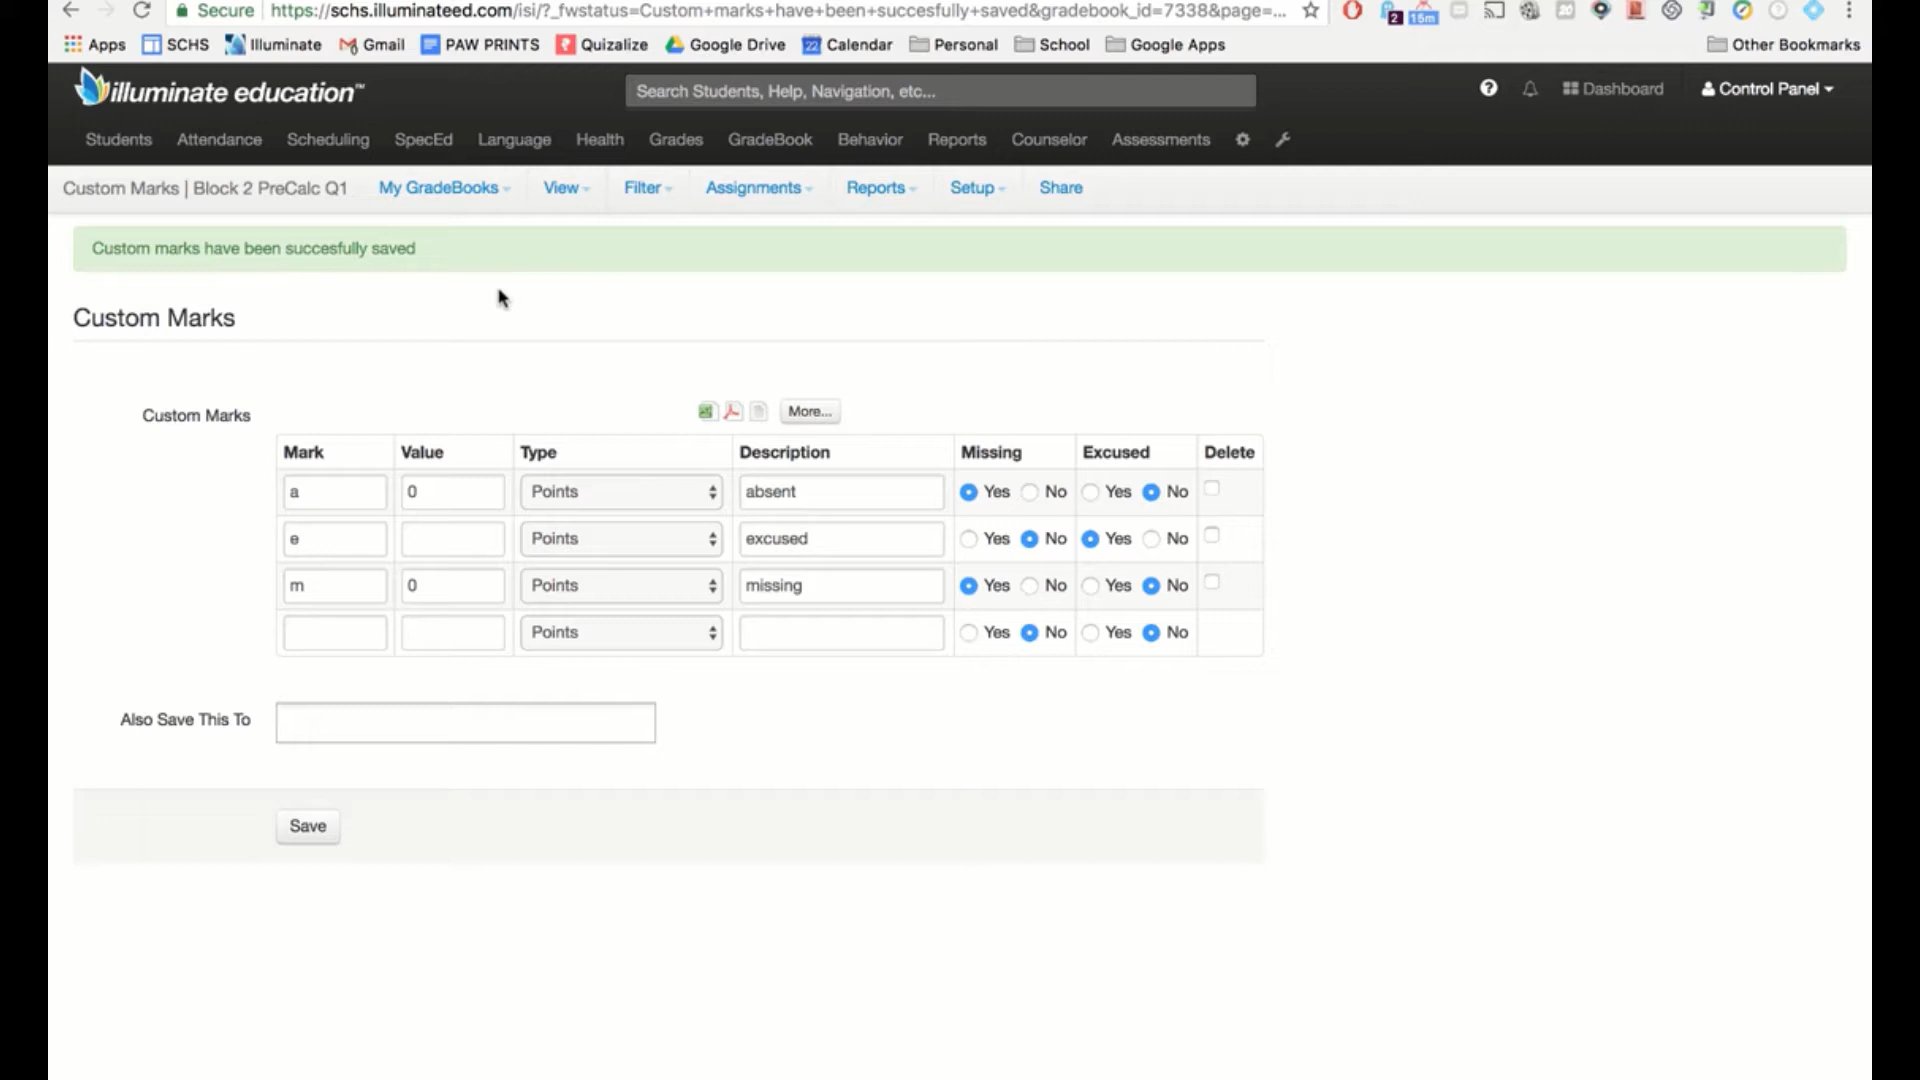 Secure https://schs.illuminateed.com/isi/?_fwstatus=Custom+marks+have+been+succesfully+saved&gradebook_id=7338&page=... 2 15m
Apps SCHS Illuminate Gmail PAW PRINTS Quizalize Google Drive 22 Calendar Personal School Google Apps Other Bookmarks
illuminate education™ Search Students, Help, Navigation, etc... ? Dashboard Control Panel
Students Attendance Scheduling SpecEd Language Health Grades GradeBook Behavior Reports Counselor Assessments
Custom Marks | Block 2 PreCalc Q1 My GradeBooks View Filter Assignments Reports Setup Share
Custom marks have been succesfully saved
Custom Marks
Custom Marks More...
Mark Value Type Description Missing Excused Delete
a 0 Points absent Yes No Yes No
e Points excused Yes No Yes No
m 0 Points missing Yes No Yes No
Points Yes No Yes No
Also Save This To
Save